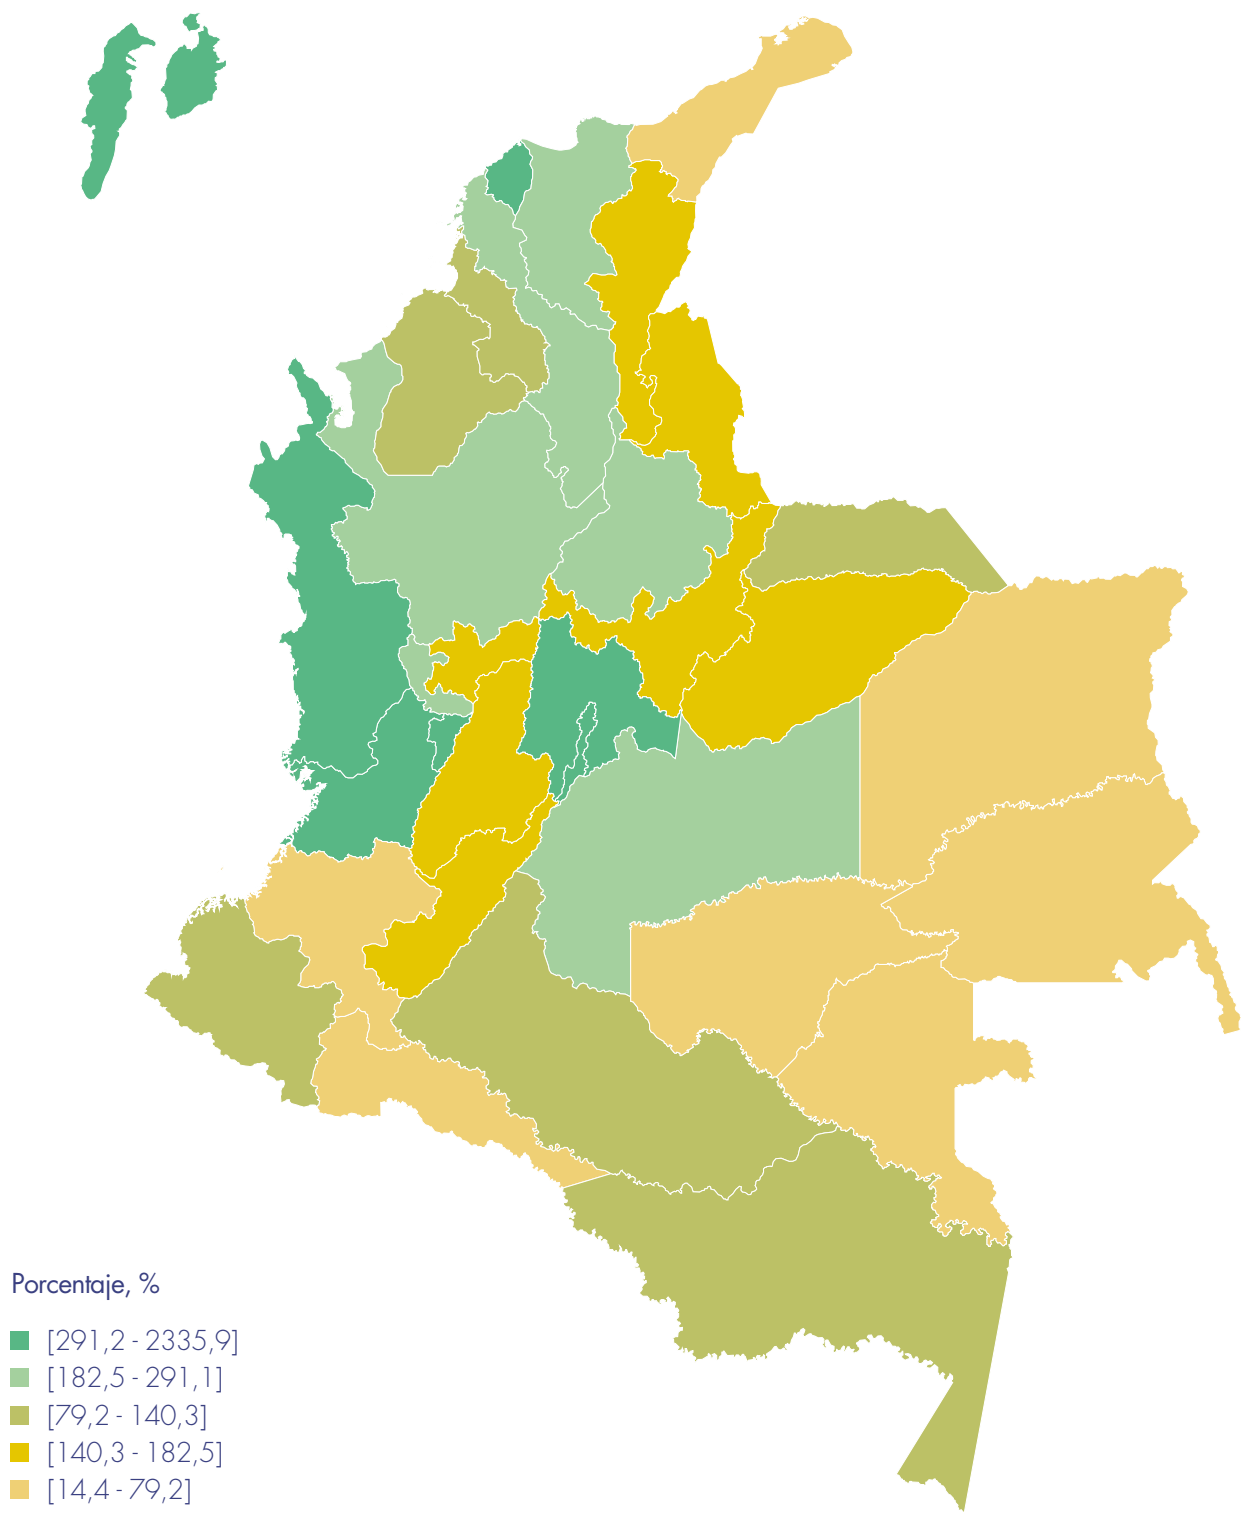 Porcentaje, %
[291,2 - 2335,9]
[182,5 - 291,1]
[79,2 - 140,3]
[140,3 - 182,5]
[14,4 - 79,2]